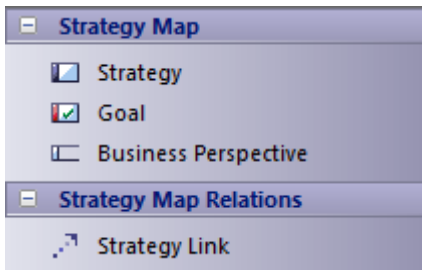 Strategy Map
Strategy
Goal
Business Perspective
Strategy Map Relations
Strategy Link